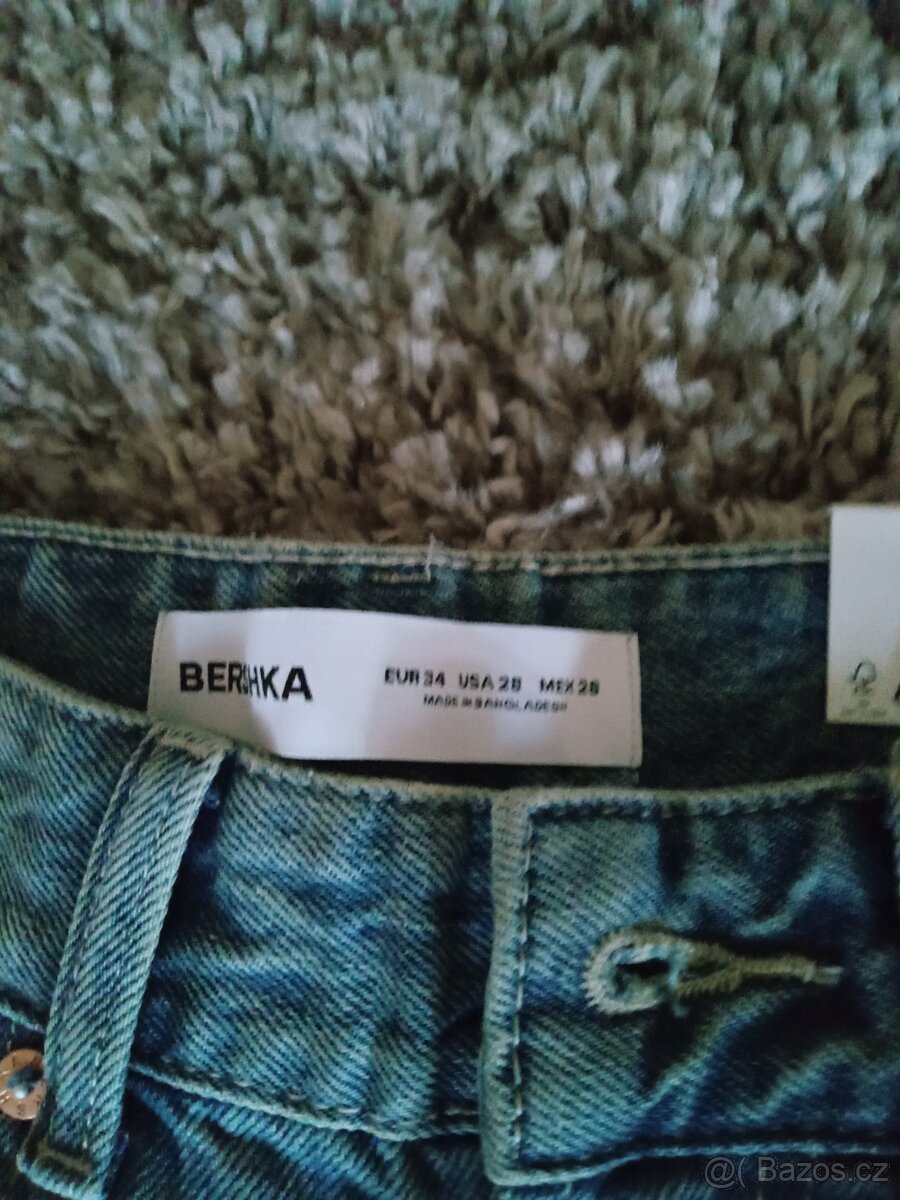 BERSHKA
EUR 34 USA 28 MEX 28
MADE IN BANGLADESH
@( Bazos.cz